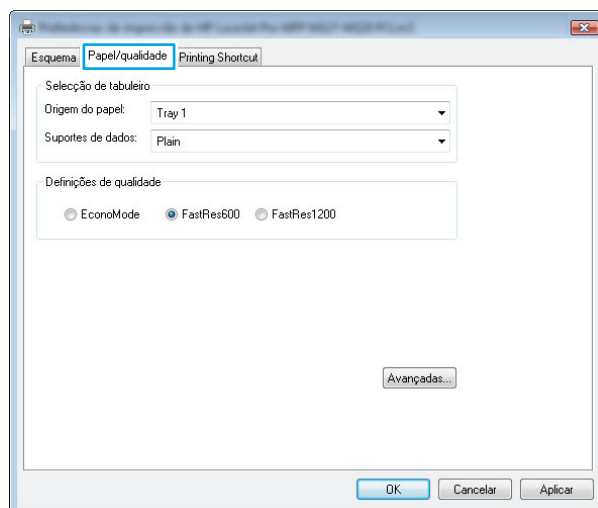 Esquema Papel/qualidade Printing Shortcut
Selecção de tabuleiro
Origem do papel: Tray 1
Suportes de dados: Plain
Definições de qualidade
EconoMode FastRes600 FastRes1200
Avançadas...
OK Cancelar Aplicar